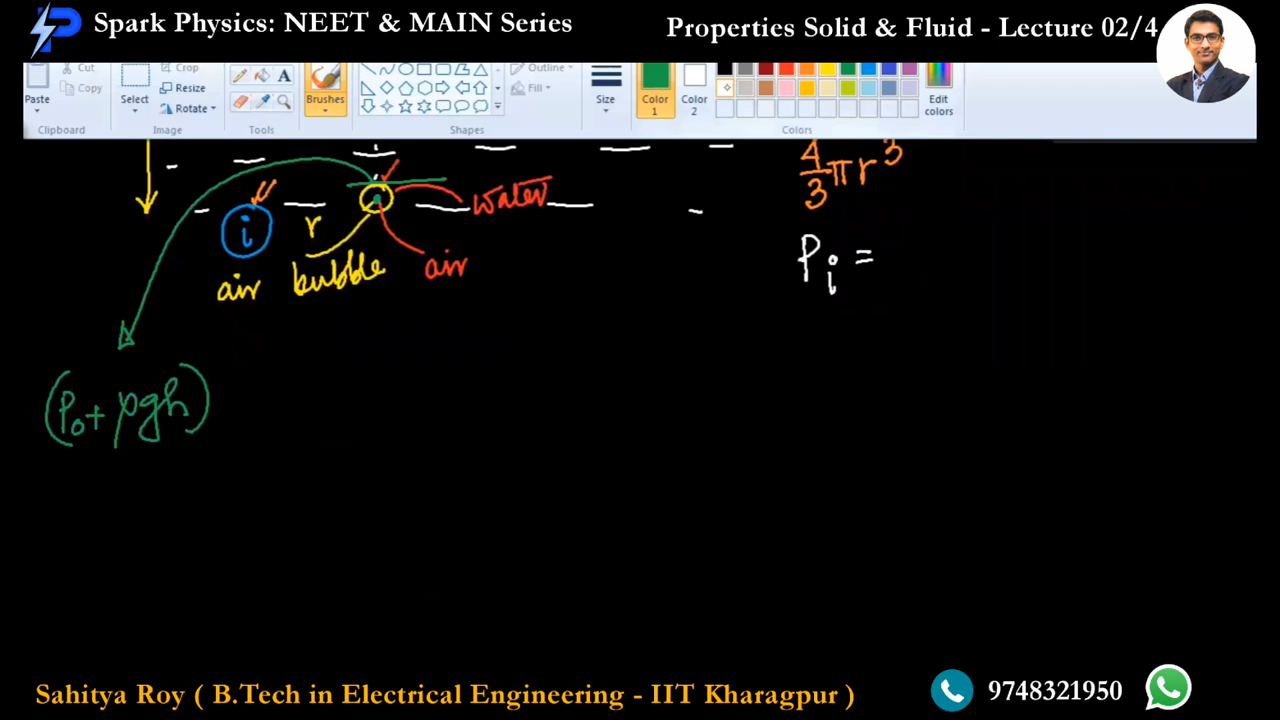 Spark Physics: NEET & MAIN Series
Properties Solid & Fluid - Lecture 02/4
Cut
Crop
Outline
Paste
Copy
Select
Resize
Brushes
Fill
Size
Color
1
Color
2
Edit
colors
Rotate
Clipboard
Image
Tools
Shapes
Colors
4/3 πr³
water
i
r
P i =
air bubble
air
(P₀ + ρgh)
Sahitya Roy ( B.Tech in Electrical Engineering - IIT Kharagpur )
9748321950